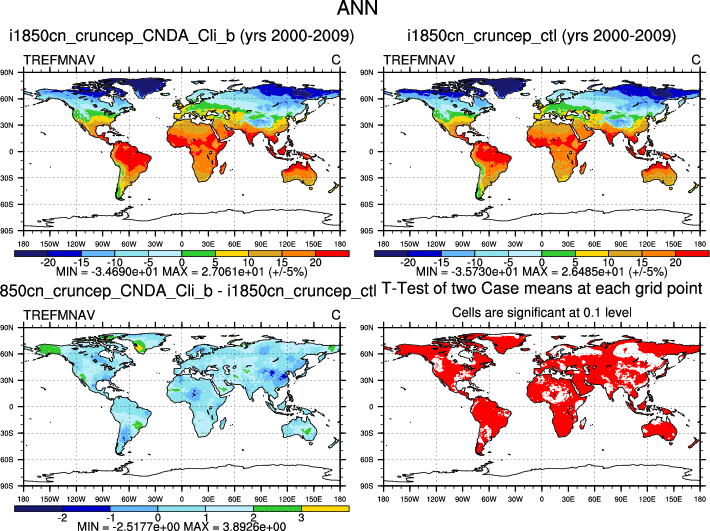 ANN
i1850cn_cruncep_CNDA_Cli_b (yrs 2000-2009)
TREFMNAV C
90N
60N
30N
0
30S
60S
90S
180 150W 120W 90W 60W 30W 0 30E 60E 90E 120E 150E 180
-20 -15 -10 -5 0 5 10 15 20
MIN = -3.4690e+01 MAX = 2.7061e+01 (+/-5%)
i1850cn_cruncep_ctl (yrs 2000-2009)
TREFMNAV C
90N
60N
30N
0
30S
60S
90S
180 150W 120W 90W 60W 30W 0 30E 60E 90E 120E 150E 180
-20 -15 -10 -5 0 5 10 15 20
MIN = -3.5730e+01 MAX = 2.6485e+01 (+/-5%)
850cn_cruncep_CNDA_Cli_b - i1850cn_cruncep_ctl
TREFMNAV C
90N
60N
30N
0
30S
60S
90S
180 150W 120W 90W 60W 30W 0 30E 60E 90E 120E 150E 180
-2 -1 0 1 2 3
MIN = -2.5177e+00 MAX = 3.8926e+00
T-Test of two Case means at each grid point
Cells are significant at 0.1 level
90N
60N
30N
0
30S
60S
90S
180 150W 120W 90W 60W 30W 0 30E 60E 90E 120E 150E 180